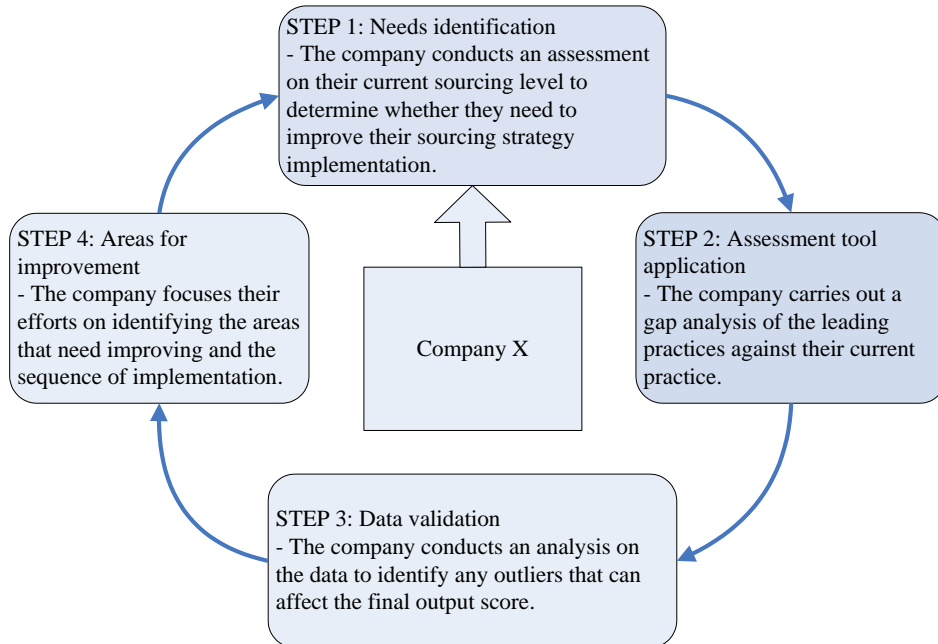 STEP 1: Needs identification
- The company conducts an assessment
on their current sourcing level to
determine whether they need to
improve their sourcing strategy
implementation.
STEP 4: Areas for
improvement
- The company focuses their
efforts on identifying the areas
that need improving and the
sequence of implementation.
Company X
STEP 2: Assessment tool
application
- The company carries out a
gap analysis of the leading
practices against their current
practice.
STEP 3: Data validation
- The company conducts an analysis on
the data to identify any outliers that can
affect the final output score.